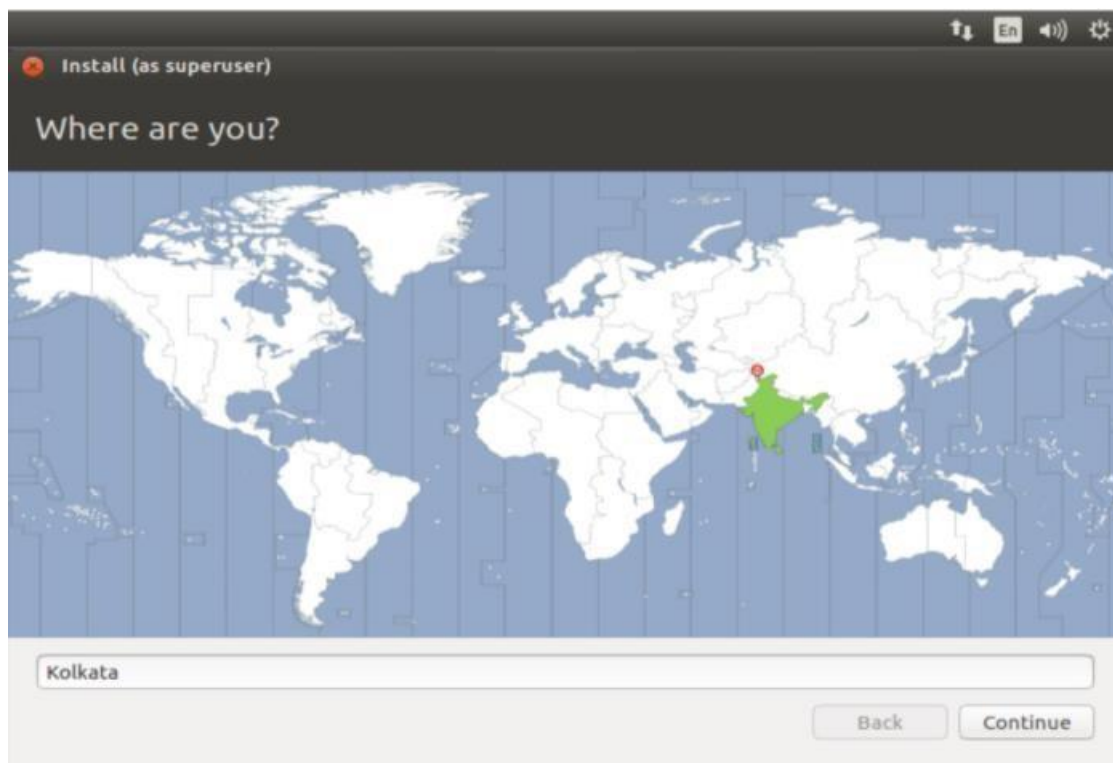 En
Install (as superuser)
Where are you?
Kolkata
Back
Continue